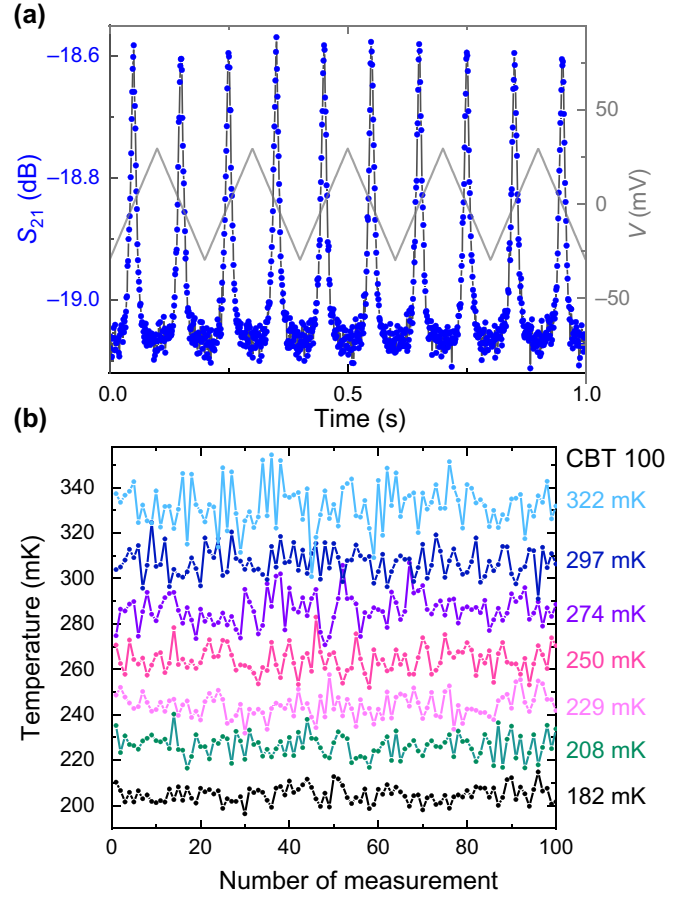 (a)
−18.6
−18.8
−19.0
S21 (dB)
50
0
−50
V (mV)
0.0 0.5 1.0
Time (s)
(b)
CBT 100
340
320
300
280
260
240
220
200
Temperature (mK)
322 mK
297 mK
274 mK
250 mK
229 mK
208 mK
182 mK
0 20 40 60 80 100
Number of measurement